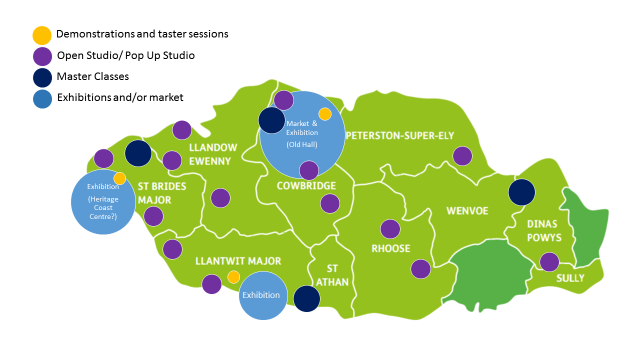 Demonstrations and taster sessions
Open Studio/ Pop Up Studio
Master Classes
Exhibitions and/or market
Market &
Exhibition
(Old Hall)
PETERSTON-SUPER-ELY
LLANDOW
EWENNY
COWBRIDGE
Exhibition
(Heritage
Coast
Centre?)
ST BRIDES
MAJOR
WENVOE
DINAS
POWYS
RHOOSE
LLANTWIT MAJOR
ST
ATHAN
SULLY
Exhibition